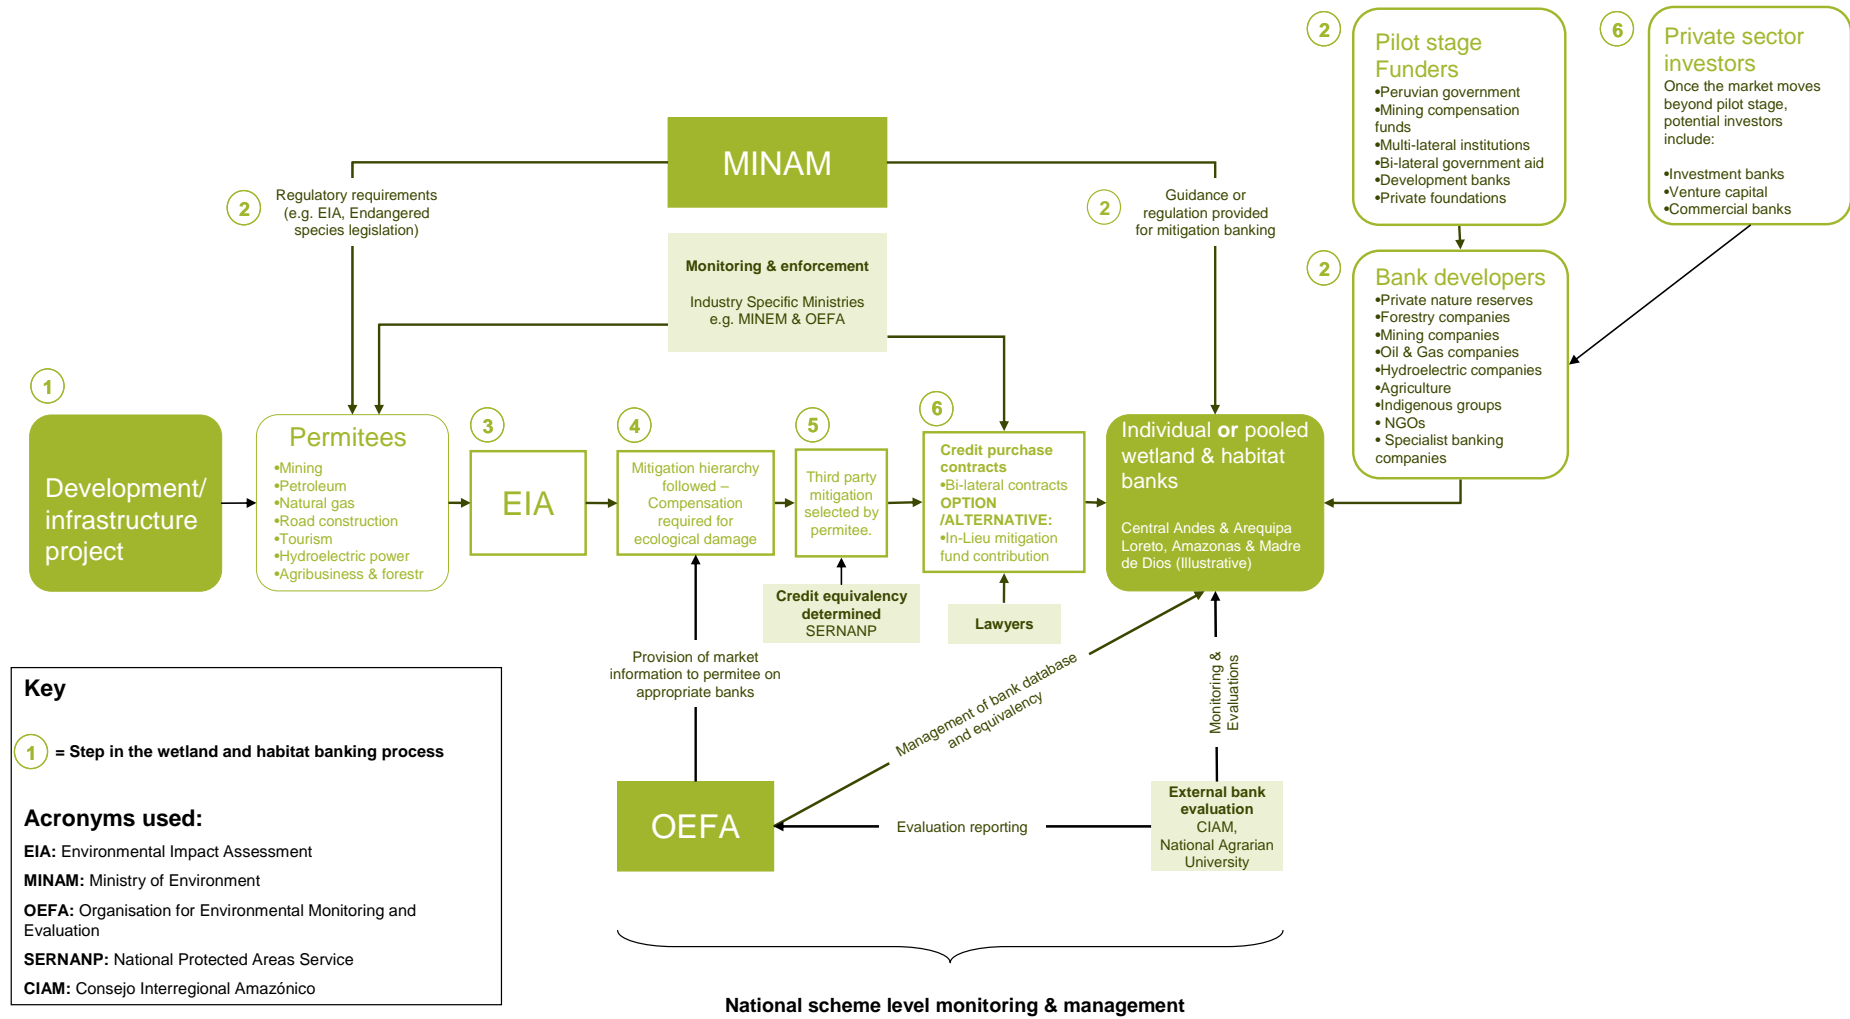 2
Pilot stage
Funders
•Peruvian government
•Mining compensation
funds
•Multi-lateral institutions
•Bi-lateral government aid
•Development banks
•Private foundations
6
Private sector
investors
Once the market moves
beyond pilot stage,
potential investors
include:
•Investment banks
•Venture capital
•Commercial banks
MINAM
2
Regulatory requirements
(e.g. EIA, Endangered
species legislation)
2
Guidance or
regulation provided
for mitigation banking
Monitoring & enforcement
Industry Specific Ministries
e.g. MINEM & OEFA
2
Bank developers
•Private nature reserves
•Forestry companies
•Mining companies
•Oil & Gas companies
•Hydroelectric companies
•Agriculture
•Indigenous groups
• NGOs
• Specialist banking
companies
1
Development/
infrastructure
project
Permitees
•Mining
•Petroleum
•Natural gas
•Road construction
•Tourism
•Hydroelectric power
•Agribusiness & forestr
3
EIA
4
Mitigation hierarchy
followed –
Compensation
required for
ecological damage
5
Third party
mitigation
selected by
permitee.
6
Credit purchase
contracts
•Bi-lateral contracts
OPTION
/ALTERNATIVE:
•In-Lieu mitigation
fund contribution
Individual or pooled
wetland & habitat
banks
Central Andes & Arequipa
Loreto, Amazonas & Madre
de Dios (Illustrative)
Credit equivalency
determined
SERNANP
Lawyers
Provision of market
information to permitee on
appropriate banks
Management of bank database
and equivalency
Monitoring &
Evaluations
OEFA
Evaluation reporting
External bank
evaluation
CIAM,
National Agrarian
University
National scheme level monitoring & management
Key
1 = Step in the wetland and habitat banking process
Acronyms used:
EIA: Environmental Impact Assessment
MINAM: Ministry of Environment
OEFA: Organisation for Environmental Monitoring and
Evaluation
SERNANP: National Protected Areas Service
CIAM: Consejo Interregional Amazónico